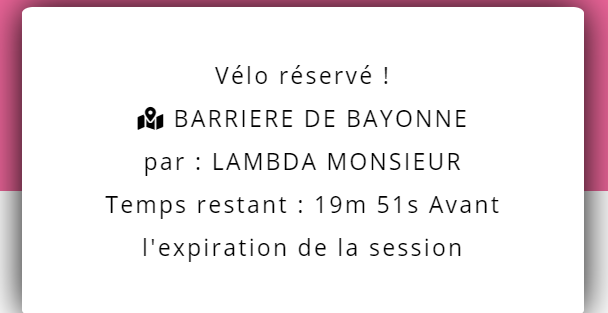 Vélo réservé !
BARRIERE DE BAYONNE
par : LAMBDA MONSIEUR
Temps restant : 19m 51s Avant
l'expiration de la session